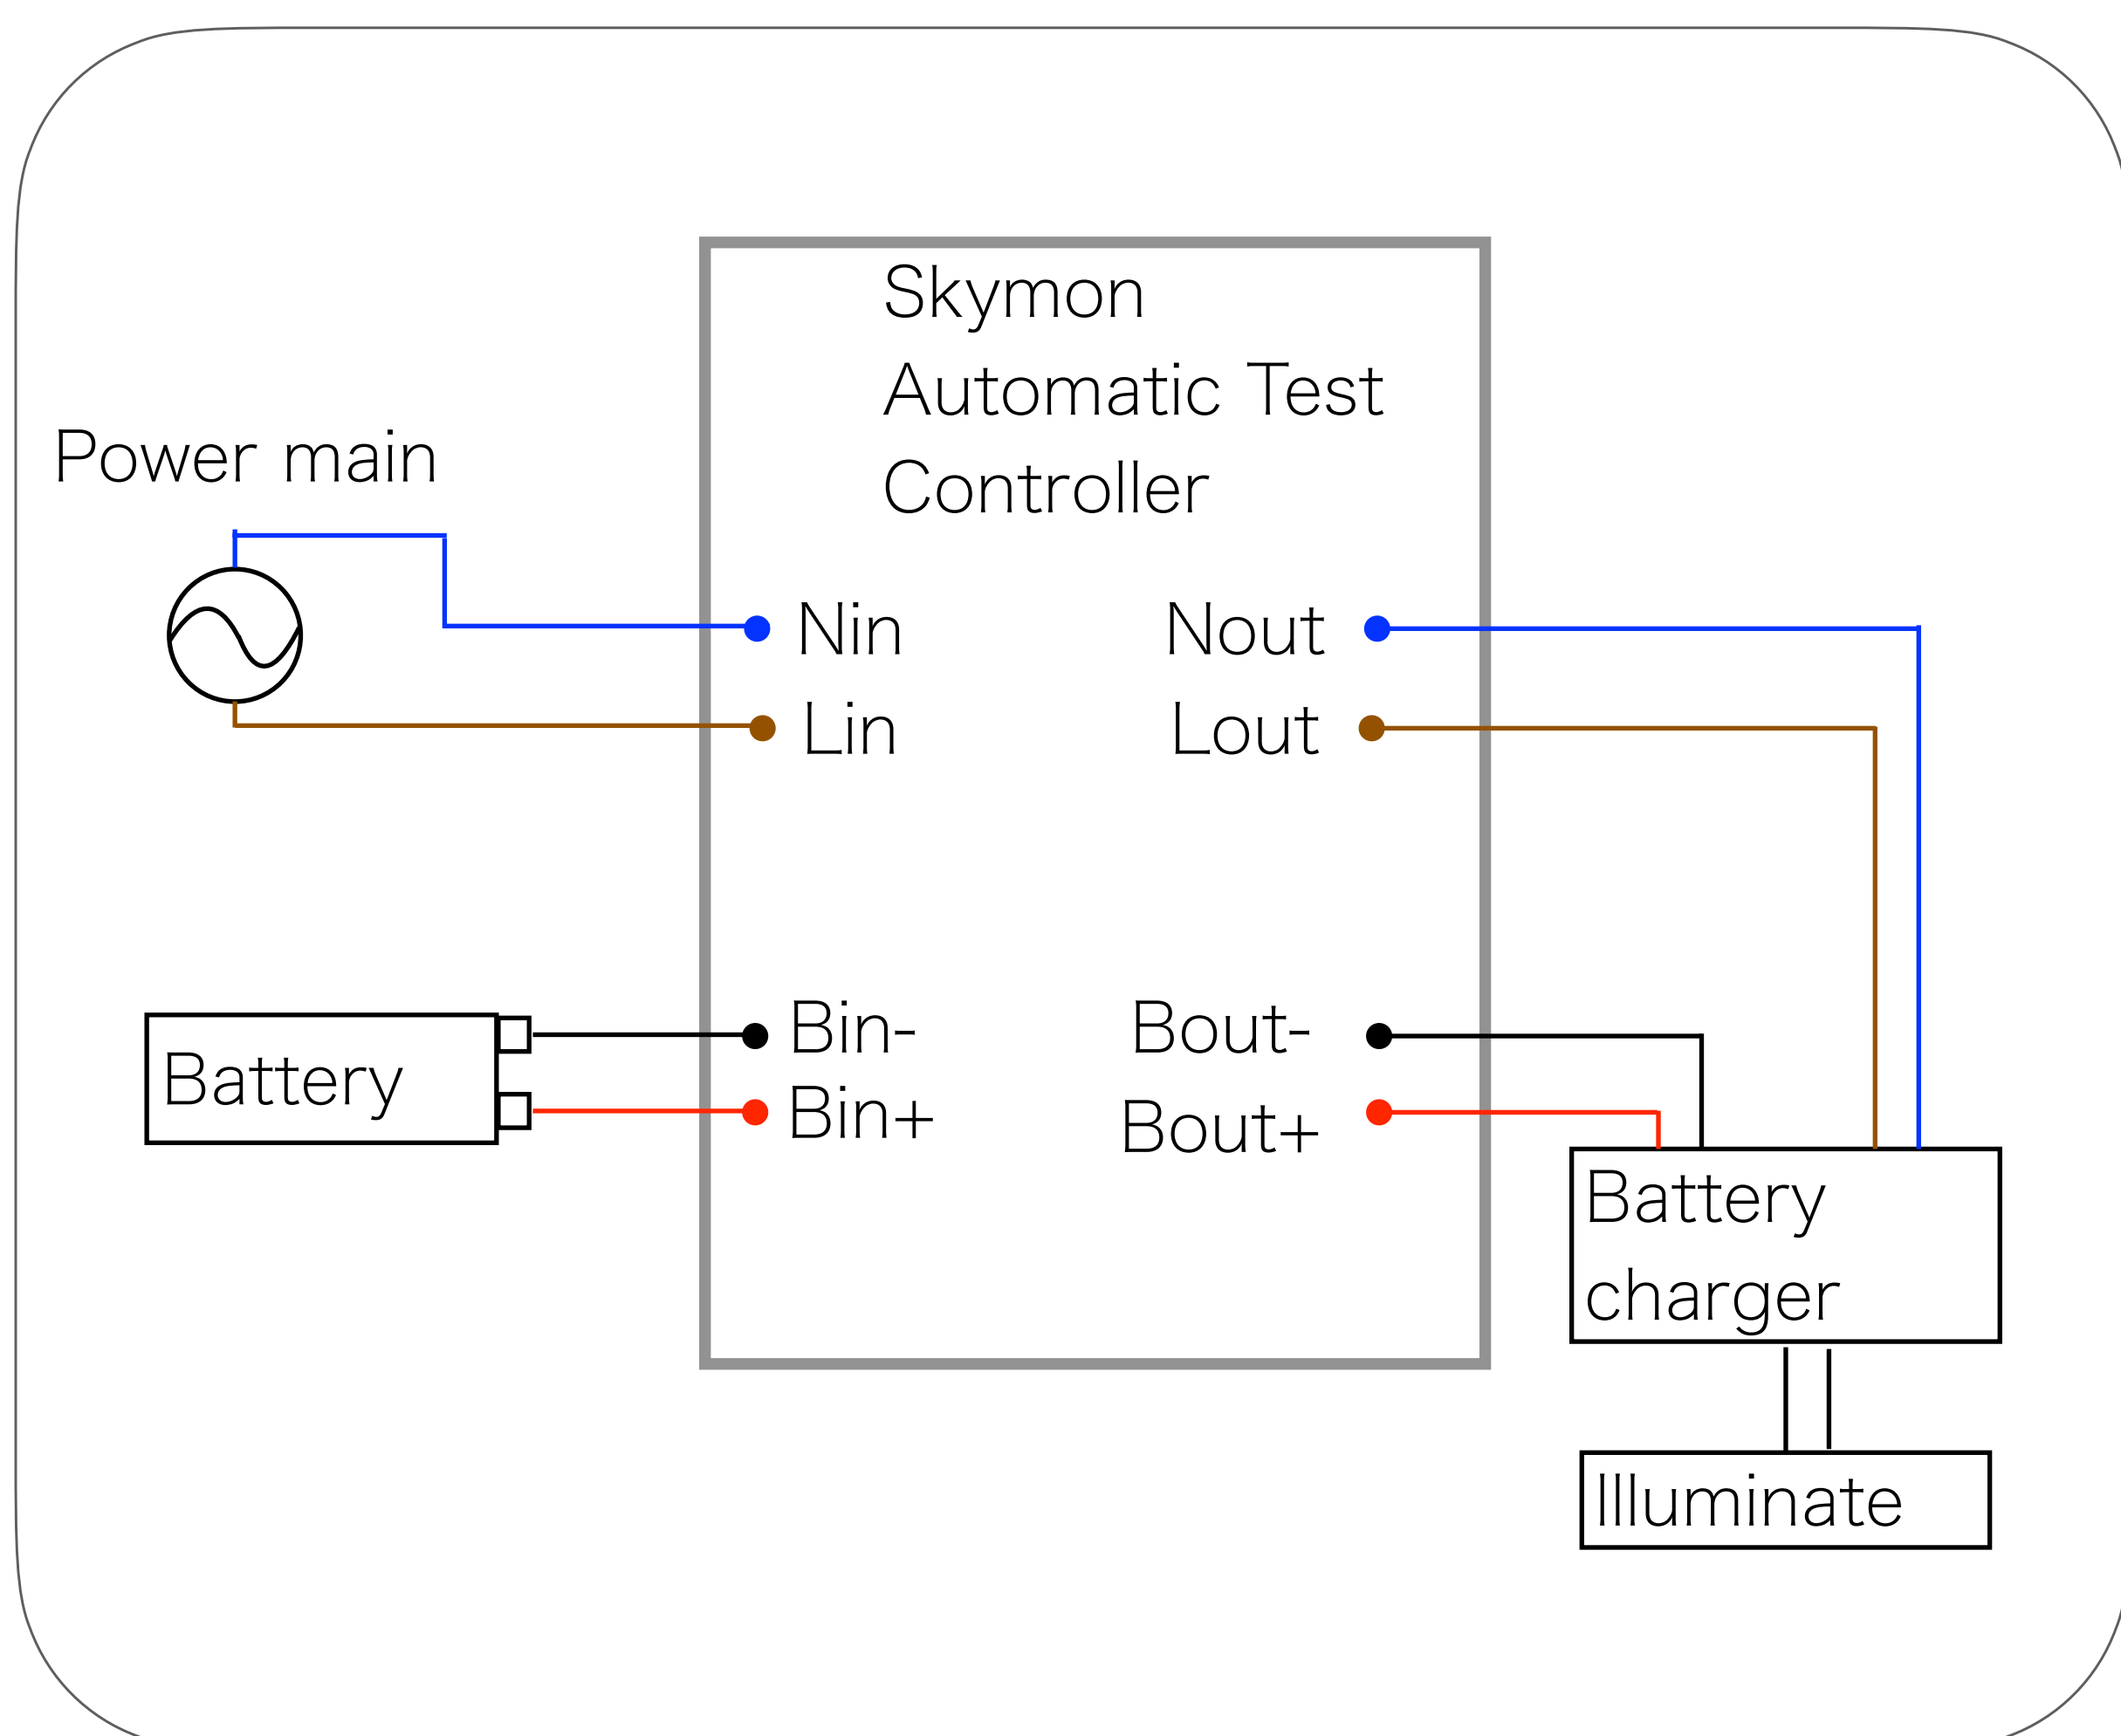 Skymon
Automatic Test
Controller
Power main
Nin
Nout
Lin
Lout
Bin-
Bout-
Battery
Bin+
Bout+
Battery
charger
Illuminate